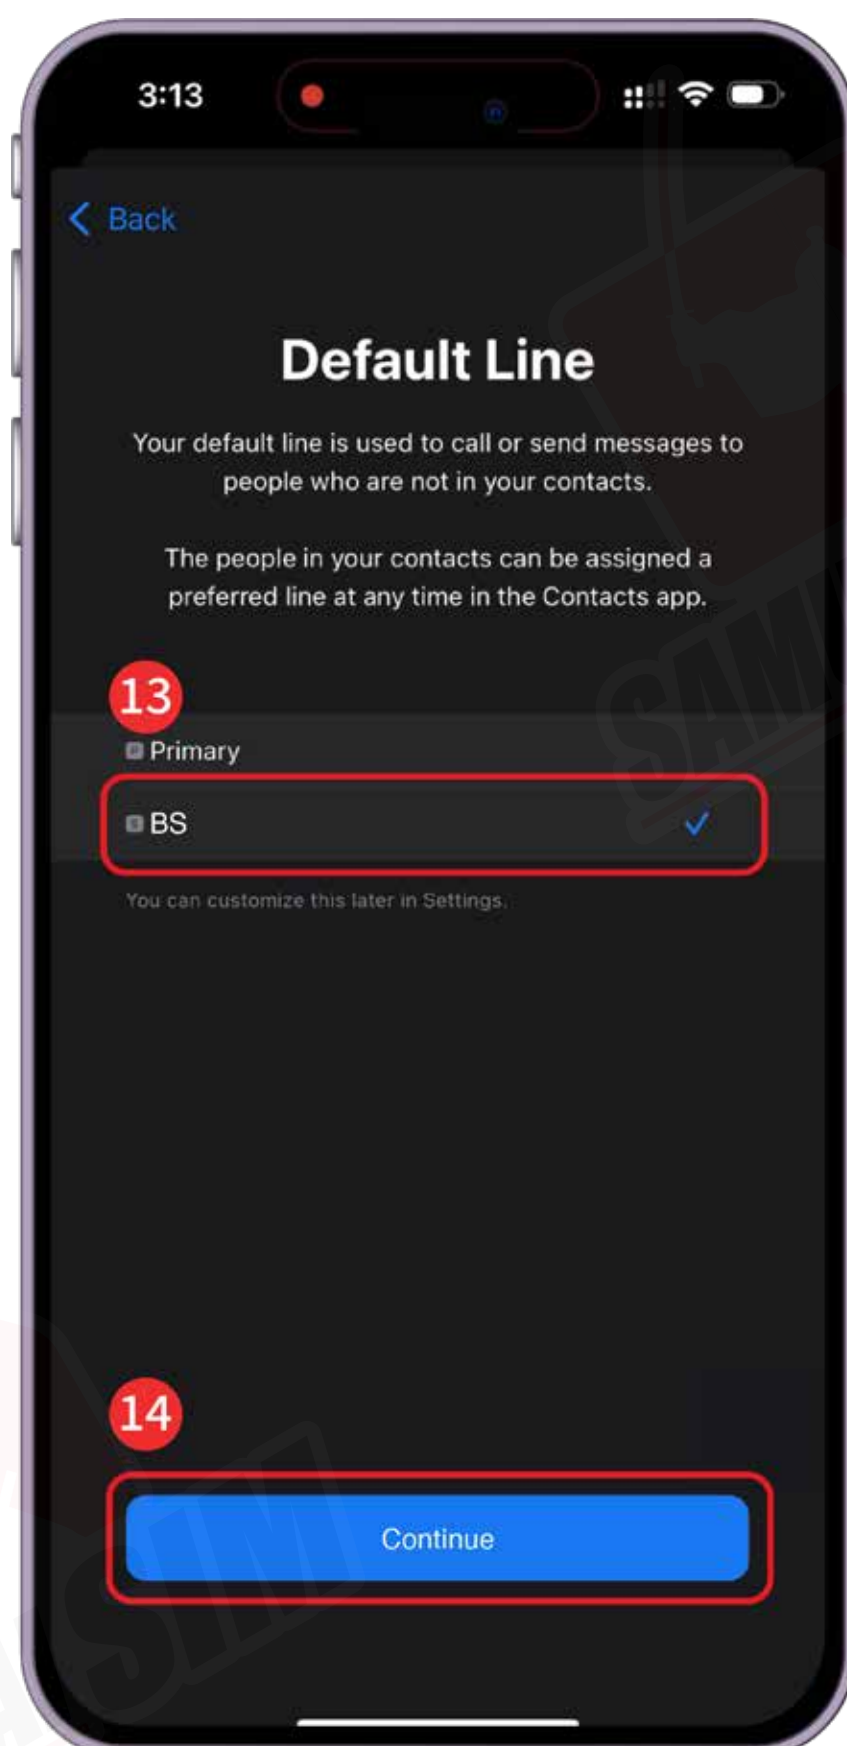 3:13
Back
Default Line
Your default line is used to call or send messages to
people who are not in your contacts.
The people in your contacts can be assigned a
preferred line at any time in the Contacts app.
13
Primary
BS
You can customize this later in Settings.
14
Continue